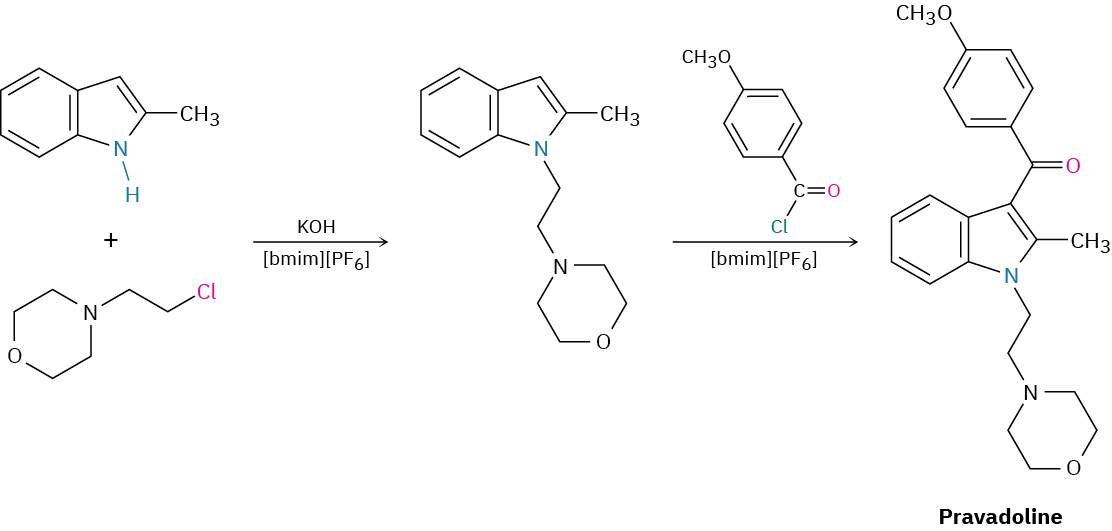 CH₃
N
H
+
N
Cl
O
KOH
[bmim][PF₆]
CH₃
N
N
O
CH₃O
C=O
Cl
[bmim][PF₆]
CH₃O
O
CH₃
N
N
O
Pravadoline